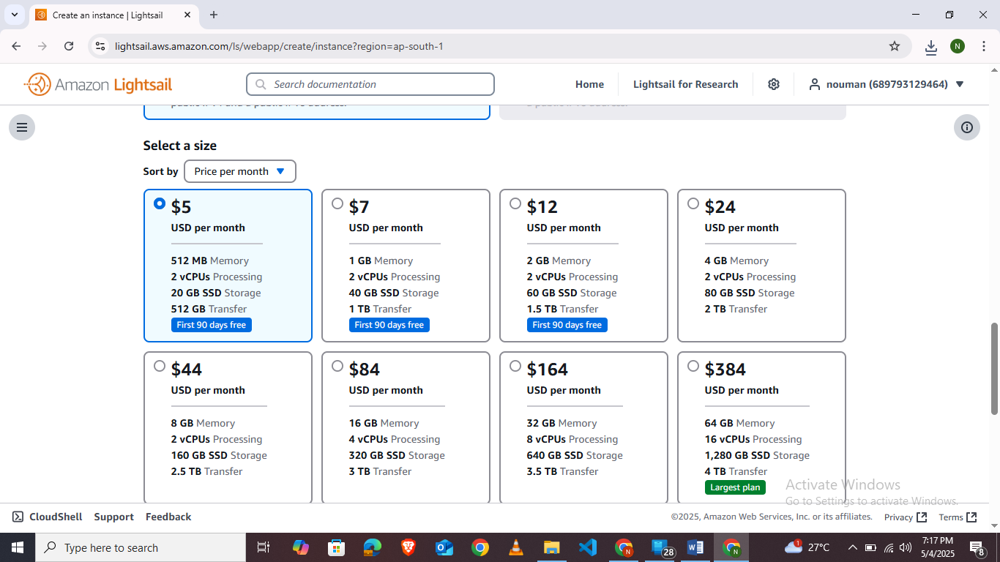 Create an instance | Lightsail
lightsail.aws.amazon.com/ls/webapp/create/instance?region=ap-south-1
N
Amazon Lightsail
Search documentation
Home
Lightsail for Research
nouman (689793129464)
Select a size
Sort by
Price per month
$5
USD per month
512 MB Memory
2 vCPUs Processing
20 GB SSD Storage
512 GB Transfer
First 90 days free
$7
USD per month
1 GB Memory
2 vCPUs Processing
40 GB SSD Storage
1 TB Transfer
First 90 days free
$12
USD per month
2 GB Memory
2 vCPUs Processing
60 GB SSD Storage
1.5 TB Transfer
First 90 days free
$24
USD per month
4 GB Memory
2 vCPUs Processing
80 GB SSD Storage
2 TB Transfer
$44
USD per month
8 GB Memory
2 vCPUs Processing
160 GB SSD Storage
2.5 TB Transfer
$84
USD per month
16 GB Memory
4 vCPUs Processing
320 GB SSD Storage
3 TB Transfer
$164
USD per month
32 GB Memory
8 vCPUs Processing
640 GB SSD Storage
3.5 TB Transfer
$384
USD per month
64 GB Memory
16 vCPUs Processing
1,280 GB SSD Storage
4 TB Transfer
Largest plan
Activate Windows
Go to Settings to activate Windows.
CloudShell
Support
Feedback
©2025, Amazon Web Services, Inc. or its affiliates.
Privacy
Terms
Type here to search
28
1
27°C
7:17 PM
5/4/2025
8